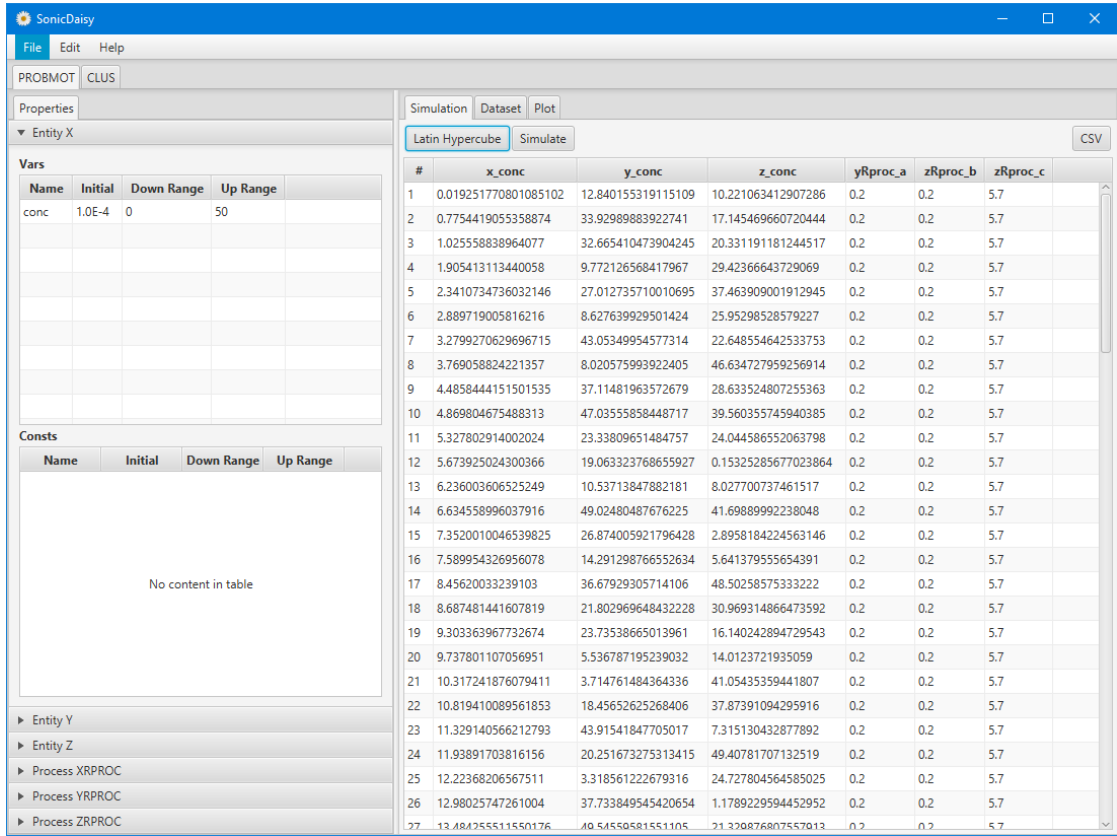 SonicDaisy
File Edit Help
PROBMOT CLUS
Properties
Entity X
Vars
Name Initial Down Range Up Range
conc 1.0E-4 0 50
Consts
Name Initial Down Range Up Range
No content in table
Entity Y
Entity Z
Process XRPROC
Process YRPROC
Process ZRPROC
Simulation Dataset Plot
Latin Hypercube Simulate CSV
# x_conc y_conc z_conc yRproc_a zRproc_b zRproc_c
1 0.019251770801085102 12.840155319115109 10.221063412907286 0.2 0.2 5.7
2 0.7754419055358874 33.92989883922741 17.145469660720444 0.2 0.2 5.7
3 1.025558838964077 32.665410473904245 20.331191181244517 0.2 0.2 5.7
4 1.905413113440058 9.772126568417967 29.42366643729069 0.2 0.2 5.7
5 2.3410734736032146 27.012735710010695 37.463909001912945 0.2 0.2 5.7
6 2.889719005816216 8.627639929501424 25.95298528579227 0.2 0.2 5.7
7 3.2799270629696715 43.05349954577314 22.648554642533753 0.2 0.2 5.7
8 3.769058824221357 8.020575993922405 46.634727959256914 0.2 0.2 5.7
9 4.4858444151501535 37.11481963572679 28.633524807255363 0.2 0.2 5.7
10 4.869804675488313 47.03555858448717 39.560355745940385 0.2 0.2 5.7
11 5.327802914002024 23.33809651484757 24.044586552063798 0.2 0.2 5.7
12 5.673925024300366 19.063323768655927 0.15325285677023864 0.2 0.2 5.7
13 6.236003606525249 10.53713847882181 8.027700737461517 0.2 0.2 5.7
14 6.634558996037916 49.02480487676225 41.69889992238048 0.2 0.2 5.7
15 7.3520010046539825 26.874005921796428 2.8958184224563146 0.2 0.2 5.7
16 7.589954326956078 14.291298766552634 5.641379555654391 0.2 0.2 5.7
17 8.45620033239103 36.67929305714106 48.50258575333222 0.2 0.2 5.7
18 8.687481441607819 21.802969648432228 30.969314866473592 0.2 0.2 5.7
19 9.303363967732674 23.73538665013961 16.140242894729543 0.2 0.2 5.7
20 9.737801107056951 5.536787195239032 14.0123721935059 0.2 0.2 5.7
21 10.317241876079411 3.714761484364336 41.05435359441807 0.2 0.2 5.7
22 10.819410089561853 18.45652625268406 37.87391094295916 0.2 0.2 5.7
23 11.329140566212793 43.91541847705017 7.315130432877892 0.2 0.2 5.7
24 11.93891703816156 20.251673275313415 49.40781707132519 0.2 0.2 5.7
25 12.22368206567511 3.318561222679316 24.727804564585025 0.2 0.2 5.7
26 12.98025747261004 37.733849545420654 1.1789229594452952 0.2 0.2 5.7
27 13.484255511550176 49.54559581551105 21.329876807557913 0.2 0.2 5.7